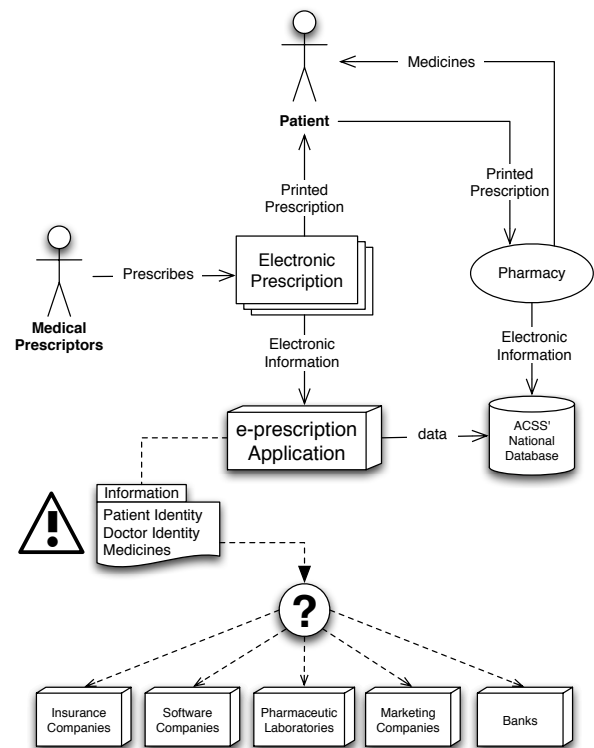 Medicines
Patient
Printed
Prescription
Printed
Prescription
Electronic
Prescription
Prescribes
Pharmacy
Medical
Prescriptors
Electronic
Information
Electronic
Information
e-prescription
Application
data
ACSS'
National
Database
Information
Patient Identity
Doctor Identity
Medicines
!
?
Insurance
Companies
Software
Companies
Pharmaceutic
Laboratories
Marketing
Companies
Banks